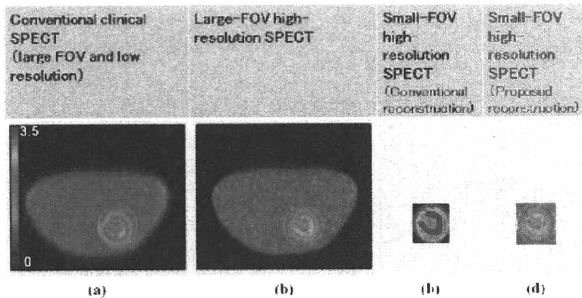 Conventional clinical
SPECT
(large FOV and low
resolution)
Large-FOV high-
resolution SPECT
Small-FOV
high-
resolution
SPECT
(Conventional
reconstruction)
Small-FOV
high-
resolution
SPECT
(Proposed
reconstruction)
3.5
0
(a)
(b)
(b)
(d)